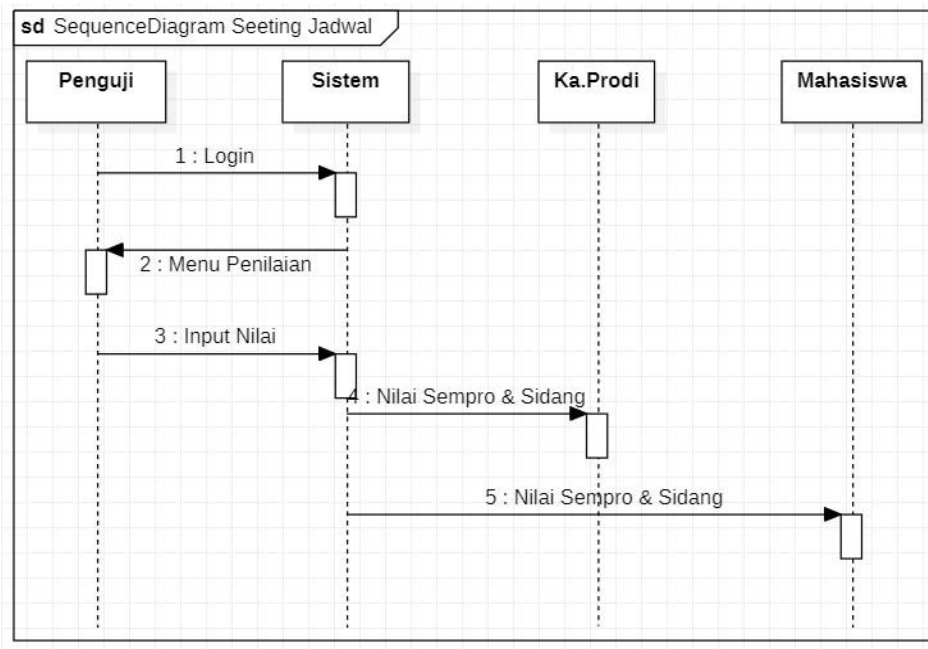 sd SequenceDiagram Seeting Jadwal
Penguji
Sistem
Ka.Prodi
Mahasiswa
1 : Login
2 : Menu Penilaian
3 : Input Nilai
4 : Nilai Sempro & Sidang
5 : Nilai Sempro & Sidang